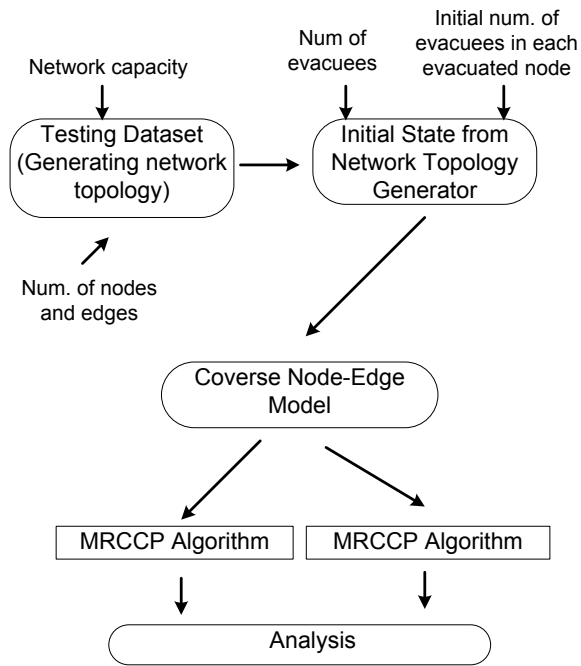 Network capacity
Num of
evacuees
Initial num. of
evacuees in each
evacuated node
Testing Dataset
(Generating network
topology)
Initial State from
Network Topology
Generator
Num. of nodes
and edges
Coverse Node-Edge
Model
MRCCP Algorithm
MRCCP Algorithm
Analysis